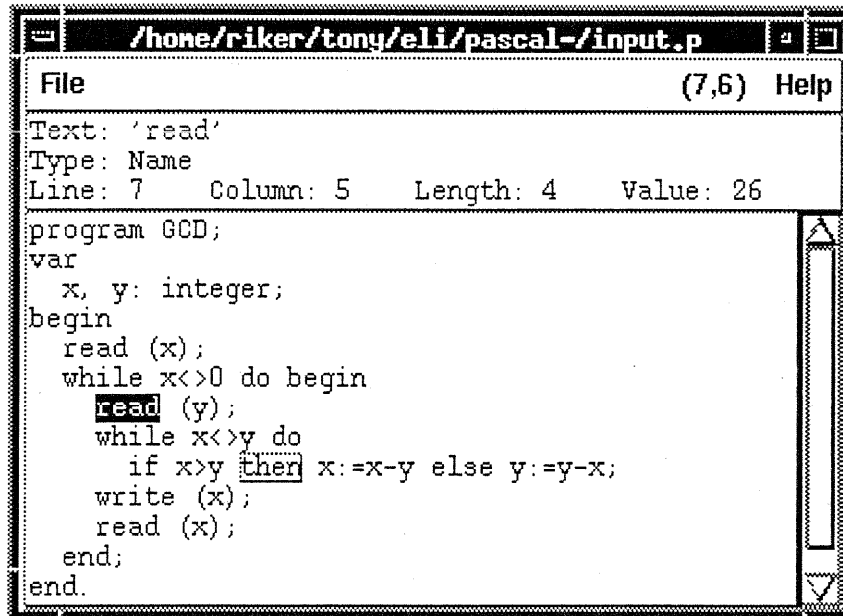 /home/riker/tony/eli/pascal-/input.p
File (7,6) Help
Text: 'read'
Type: Name
Line: 7 Column: 5 Length: 4 Value: 26
program GCD;
var
  x, y: integer;
begin
  read (x);
  while x<>0 do begin
    read (y);
    while x<>y do
      if x>y then x:=x-y else y:=y-x;
    write (x);
    read (x);
  end;
end.